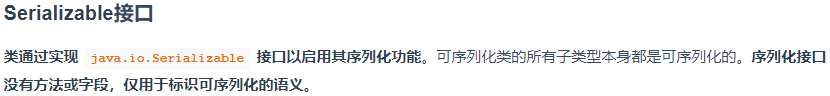 Serializable接口
类通过实现 java.io.Serializable 接口以启用其序列化功能。可序列化类的所有子类型本身都是可序列化的。序列化接口
没有方法或字段，仅用于标识可序列化的语义。